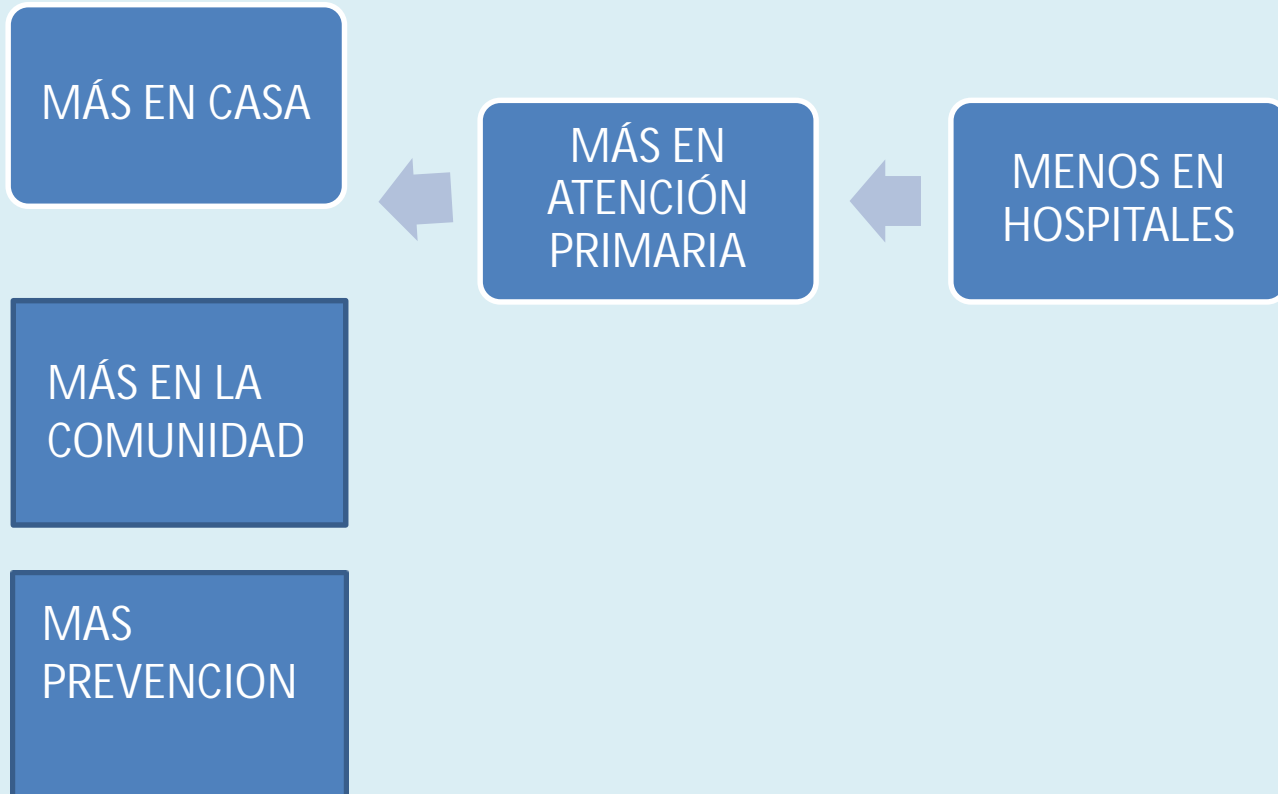 MÁS EN CASA
MÁS EN
ATENCIÓN
PRIMARIA
MENOS EN
HOSPITALES
MÁS EN LA
COMUNIDAD
MAS
PREVENCION